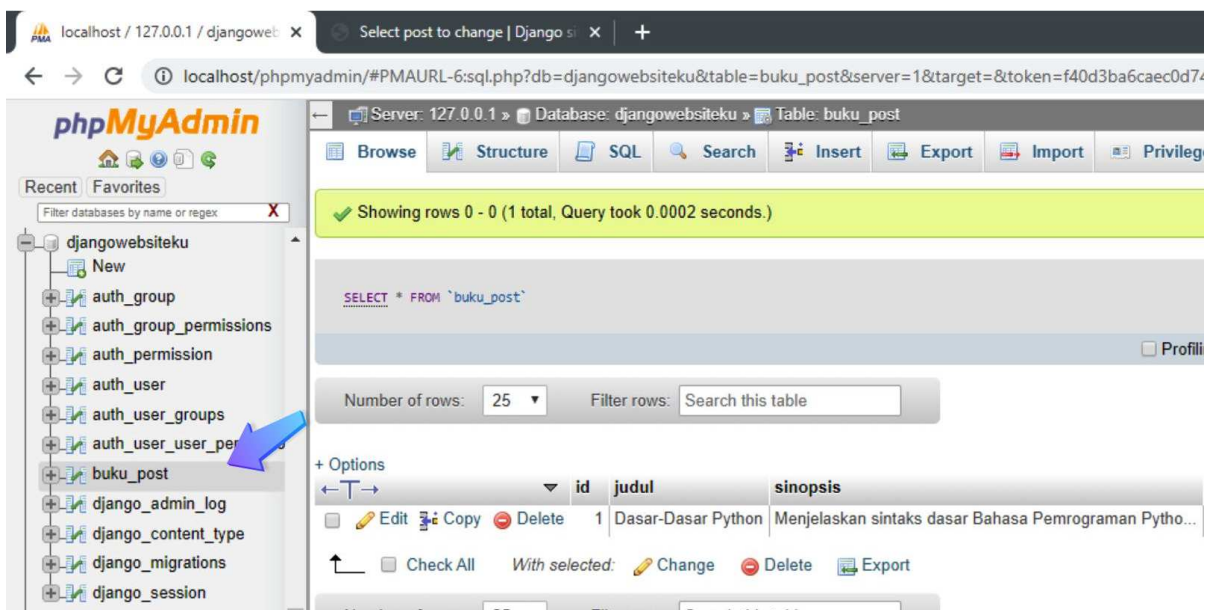 localhost / 127.0.0.1 / djangoweb
Select post to change | Django si
localhost/phpmyadmin/#PMAURL-6:sql.php?db=djangowebsiteku&table=buku_post&server=1&target=&token=f40d3ba6caec0d74
phpMyAdmin
Recent Favorites
Filter databases by name or regex X
djangowebsiteku
New
auth_group
auth_group_permissions
auth_permission
auth_user
auth_user_groups
auth_user_user_per
buku_post
django_admin_log
django_content_type
django_migrations
django_session
Server: 127.0.0.1 » Database: djangowebsiteku » Table: buku_post
Browse Structure SQL Search Insert Export Import Privileg
Showing rows 0 - 0 (1 total, Query took 0.0002 seconds.)
SELECT * FROM `buku_post`
Profili
Number of rows: 25 Filter rows: Search this table
+ Options
id judul sinopsis
Edit Copy Delete 1 Dasar-Dasar Python Menjelaskan sintaks dasar Bahasa Pemrograman Pytho...
Check All With selected: Change Delete Export